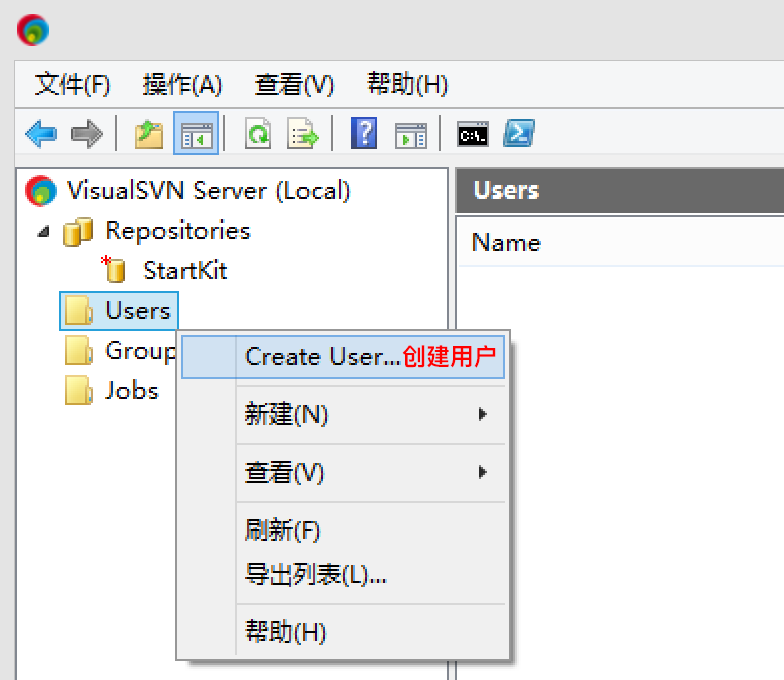 文件(F) 操作(A) 查看(V) 帮助(H)
C:\.
VisualSVN Server (Local)
Repositories
StartKit
Users
Group
Jobs
Users
Name
Create User...创建用户
新建(N)
查看(V)
刷新(F)
导出列表(L)...
帮助(H)